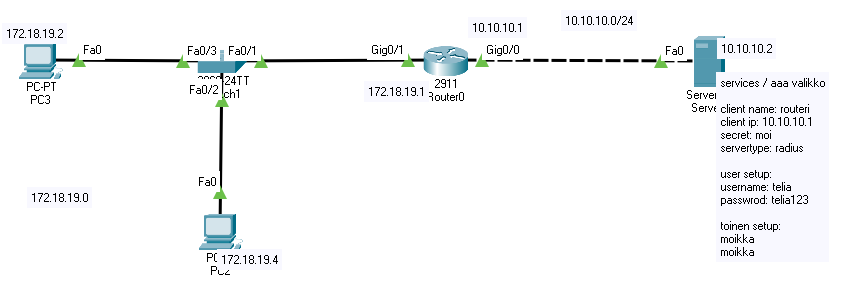 172.18.19.2
Fa0
PC-PT
PC3
Fa0/3
Fa0/1
24TT
ch1
Fa0/2
Fa0
172.18.19.4
PC2
172.18.19.0
Gig0/1
172.18.19.1
2911
Router0
10.10.10.1
Gig0/0
10.10.10.0/24
Fa0
10.10.10.2
Server
Serve
services / aaa valikko
client name: routeri
client ip: 10.10.10.1
secret: moi
servertype: radius
user setup:
username: telia
passwrod: telia123
toinen setup:
moikka
moikka